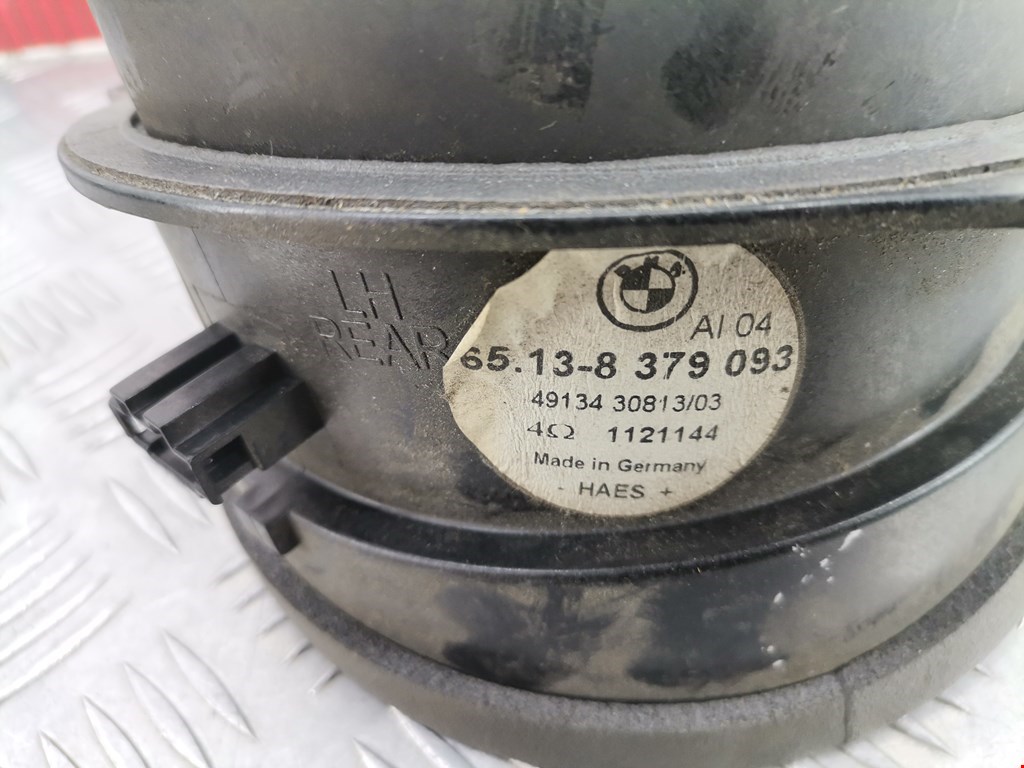 LH
REAR
BMW
AI 04
65.13-8 379 093
49134 30813/03
4Ω 1121144
Made in Germany
- HAES +